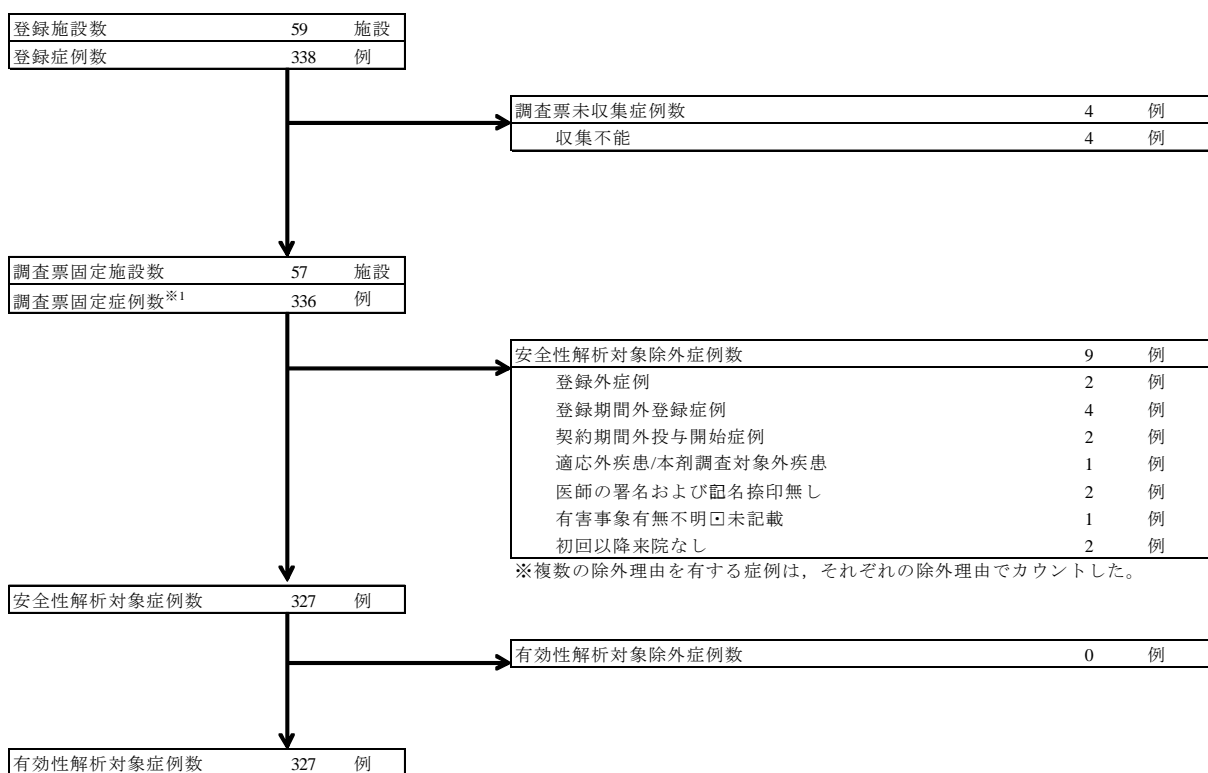 登録施設数 59 施設
登録症例数 338 例
調査票未収集症例数 4 例
収集不能 4 例
調査票固定施設数 57 施設
調査票固定症例数※1 336 例
安全性解析対象除外症例数 9 例
登録外症例 2 例
登録期間外登録症例 4 例
契約期間外投与開始症例 2 例
適応外疾患/本剤調査対象外疾患 1 例
医師の署名および記名捺印無し 2 例
有害事象有無不明⊡未記載 1 例
初回以降来院なし 2 例
※複数の除外理由を有する症例は，それぞれの除外理由でカウントした。
安全性解析対象症例数 327 例
有効性解析対象除外症例数 0 例
有効性解析対象症例数 327 例